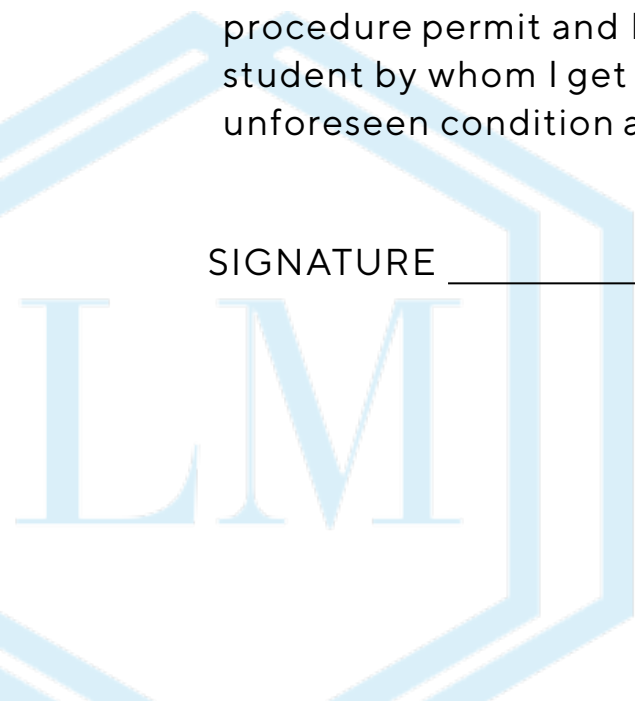 procedure permit and
student by whom I get
unforeseen condition
SIGNATURE
LM